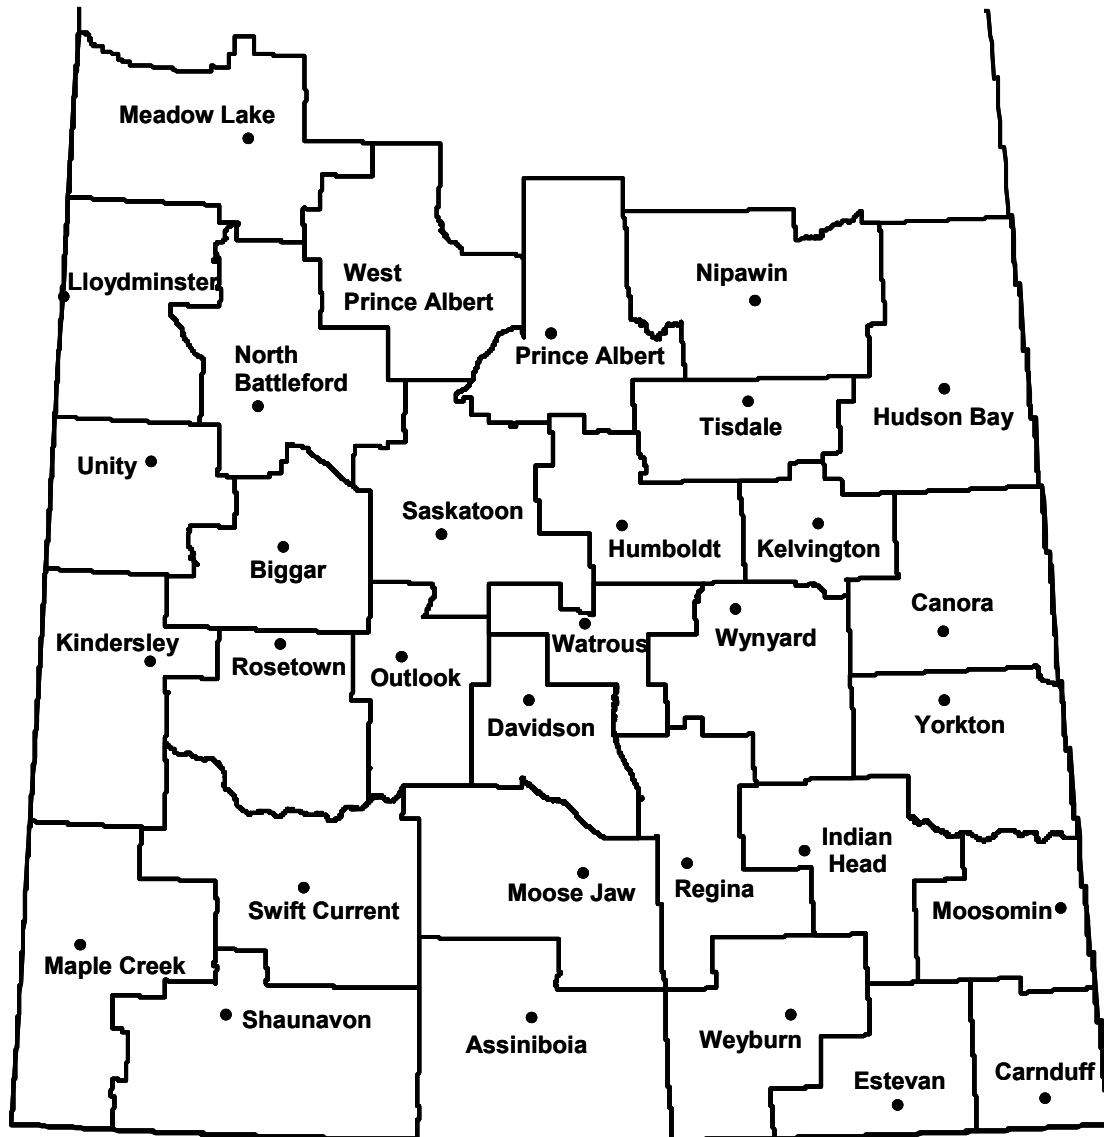 Meadow Lake
Lloydminster
West
Prince Albert
Nipawin
North
Battleford
Prince Albert
Hudson Bay
Tisdale
Unity
Saskatoon
Humboldt
Kelvington
Biggar
Canora
Kindersley
Rosetown
Outlook
Watrous
Wynyard
Davidson
Yorkton
Indian
Head
Swift Current
Moose Jaw
Regina
Moosomin
Maple Creek
Shaunavon
Assiniboia
Weyburn
Estevan
Carnduff